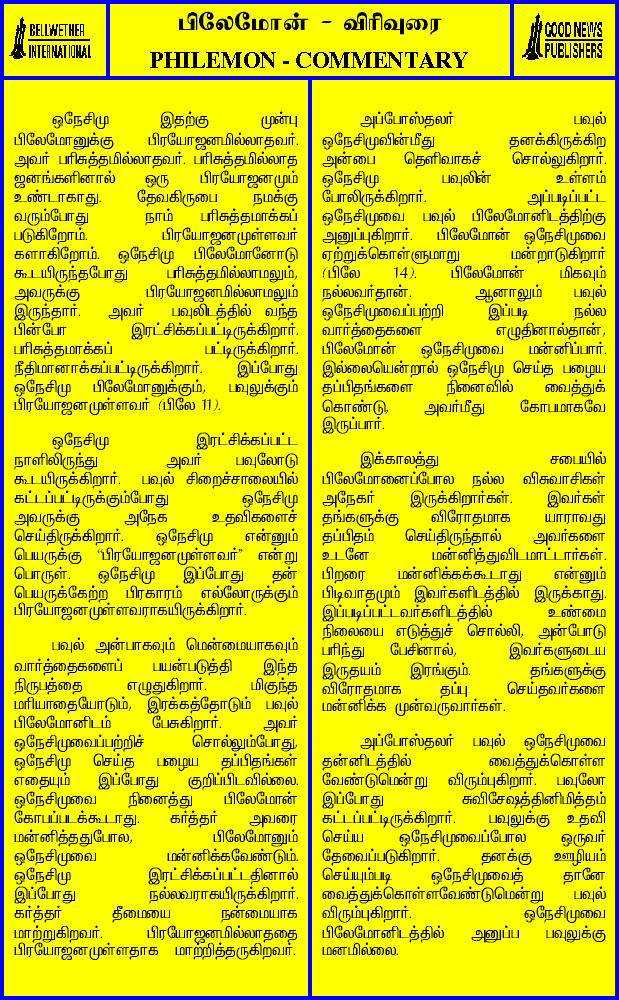 BELLWETHER
INTERNATIONAL
பிலேமோன் - விரிவுரை
PHILEMON - COMMENTARY
GOOD NEWS
PUBLISHERS
ஒநேசிமு இதற்கு முன்பு
பிலேமோனுக்கு பிரயோஜனமில்லாதவர்.
அவர் பரிசுத்தமில்லாதவர். பரிசுத்தமில்லாத
ஜனங்களினால் ஒரு பிரயோஜனமும்
உண்டாகாது. தேவகிருபை நமக்கு
வரும்போது நாம் பரிசுத்தமாக்கப்
படுகிறோம். பிரயோஜனமுள்ளவர்
களாகிறோம். ஒநேசிமு பிலேமோனோடு
கூடயிருந்தபோது பரிசுத்தமில்லாமலும்,
அவருக்கு பிரயோஜனமில்லாமலும்
இருந்தார். அவர் பவுலிடத்தில் வந்த
பின்போ இரட்சிக்கப்பட்டிருக்கிறார்.
பரிசுத்தமாக்கப் பட்டிருக்கிறார்.
நீதிமானாக்கப்பட்டிருக்கிறார். இப்போது
ஒநேசிமு பிலேமோனுக்கும், பவுலுக்கும்
பிரயோஜனமுள்ளவர் (பிலே 11).
ஒநேசிமு இரட்சிக்கப்பட்ட
நாளிலிருந்து அவர் பவுலோடு
கூடயிருக்கிறார். பவுல் சிறைச்சாலையில்
கட்டப்பட்டிருக்கும்போது ஒநேசிமு
அவருக்கு அநேக உதவிகளைச்
செய்திருக்கிறார். ஒநேசிமு என்னும்
பெயருக்கு "பிரயோஜனமுள்ளவர்" என்று
பொருள். ஒநேசிமு இப்போது தன்
பெயருக்கேற்ற பிரகாரம் எல்லோருக்கும்
பிரயோஜனமுள்ளவராகயிருக்கிறார்.
பவுல் அன்பாகவும் மென்மையாகவும்
வார்த்தைகளைப் பயன்படுத்தி இந்த
நிருபத்தை எழுதுகிறார். மிகுந்த
மரியாதையோடும், இரக்கத்தோடும் பவுல்
பிலேமோனிடம் பேசுகிறார். அவர்
ஒநேசிமுவைப்பற்றிச் சொல்லும்போது,
ஒநேசிமு செய்த பழைய தப்பிதங்கள்
எதையும் இப்போது குறிப்பிடவில்லை.
ஒநேசிமுவை நினைத்து பிலேமோன்
கோபப்படக்கூடாது. கர்த்தர் அவரை
மன்னித்ததுபோல, பிலேமோனும்
ஒநேசிமுவை மன்னிக்கவேண்டும்.
ஒநேசிமு இரட்சிக்கப்பட்டதினால்
இப்போது நல்லவராகயிருக்கிறார்.
கர்த்தர் தீமையை நன்மையாக
மாற்றுகிறவர். பிரயோஜனமில்லாததை
பிரயோஜனமுள்ளதாக மாற்றித்தருகிறவர்.
அப்போஸ்தலர் பவுல்
ஒநேசிமுவின்மீது தனக்கிருக்கிற
அன்பை தெளிவாகச் சொல்லுகிறார்.
ஒநேசிமு பவுலின் உள்ளம்
போலிருக்கிறார். அப்படிப்பட்ட
ஒநேசிமுவை பவுல் பிலேமோனிடத்திற்கு
அனுப்புகிறார். பிலேமோன் ஒநேசிமுவை
ஏற்றுக்கொள்ளுமாறு மன்றாடுகிறார்
(பிலே 14). பிலேமோன் மிகவும்
நல்லவர்தான். ஆனாலும் பவுல்
ஒநேசிமுவைப்பற்றி இப்படி நல்ல
வார்த்தைகளை எழுதினால்தான்,
பிலேமோன் ஒநேசிமுவை மன்னிப்பார்.
இல்லையென்றால் ஒநேசிமு செய்த பழைய
தப்பிதங்களை நினைவில் வைத்துக்
கொண்டு, அவர்மீது கோபமாகவே
இருப்பார்.
இக்காலத்து சபையில்
பிலேமோனைப்போல நல்ல விசுவாசிகள்
அநேகர் இருக்கிறார்கள். இவர்கள்
தங்களுக்கு விரோதமாக யாராவது
தப்பிதம் செய்திருந்தால் அவர்களை
உடனே மன்னித்துவிடமாட்டார்கள்.
பிறரை மன்னிக்கக்கூடாது என்னும்
பிடிவாதமும் இவர்களிடத்தில் இருக்காது.
இப்படிப்பட்டவர்களிடத்தில் உண்மை
நிலையை எடுத்துச் சொல்லி, அன்போடு
பரிந்து பேசினால், இவர்களுடைய
இருதயம் இரங்கும். தங்களுக்கு
விரோதமாக தப்பு செய்தவர்களை
மன்னிக்க முன்வருவார்கள்.
அப்போஸ்தலர் பவுல் ஒநேசிமுவை
தன்னிடத்தில் வைத்துக்கொள்ள
வேண்டுமென்று விரும்புகிறார். பவுலோ
இப்போது சுவிசேஷத்தினிமித்தம்
கட்டப்பட்டிருக்கிறார். பவுலுக்கு உதவி
செய்ய ஒநேசிமுவைப்போல ஒருவர்
தேவைப்படுகிறார். தனக்கு ஊழியம்
செய்யும்படி ஒநேசிமுவைத் தானே
வைத்துக்கொள்ளவேண்டுமென்று பவுல்
விரும்புகிறார். ஒநேசிமுவை
பிலேமோனிடத்தில் அனுப்ப பவுலுக்கு
மனமில்லை.